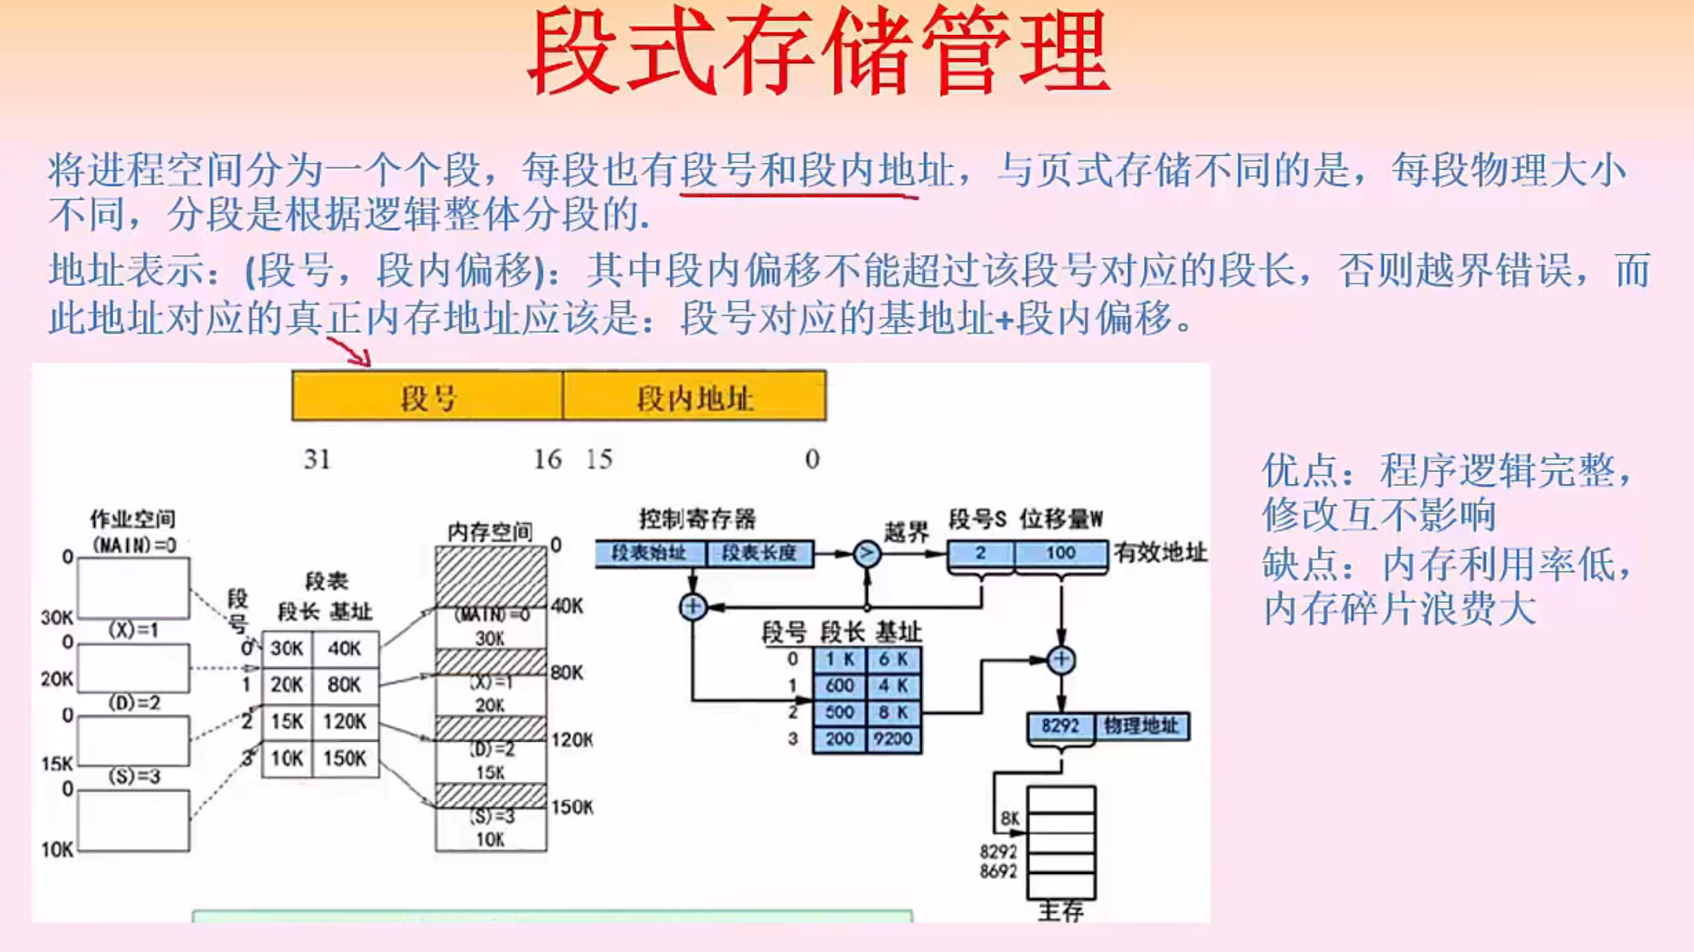 段式存储管理
将进程空间分为一个个段，每段也有段号和段内地址，与页式存储不同的是，每段物理大小
不同，分段是根据逻辑整体分段的.
地址表示：(段号，段内偏移)：其中段内偏移不能超过该段号对应的段长，否则越界错误，而
此地址对应的真正内存地址应该是：段号对应的基地址+段内偏移。
段号 段内地址
31 16 15 0
作业空间
(MAIN)=0
0
30K
(X)=1
0
20K
(D)=2
0
15K
(S)=3
0
10K
段表
段号 段长 基址
0 30K 40K
1 20K 80K
2 15K 120K
3 10K 150K
内存空间
0
40K
(MAIN)=0
30K
80K
(X)=1
20K
120K
(D)=2
15K
150K
(S)=3
10K
控制寄存器
段表始址 段表长度
>
越界
段号S 位移量W
2 100 有效地址
+
段号 段长 基址
0 1 K 6 K
1 600 4 K
2 500 8 K
3 200 9200
+
8292 物理地址
8K
8292
8692
主存
优点：程序逻辑完整，
修改互不影响
缺点：内存利用率低，
内存碎片浪费大